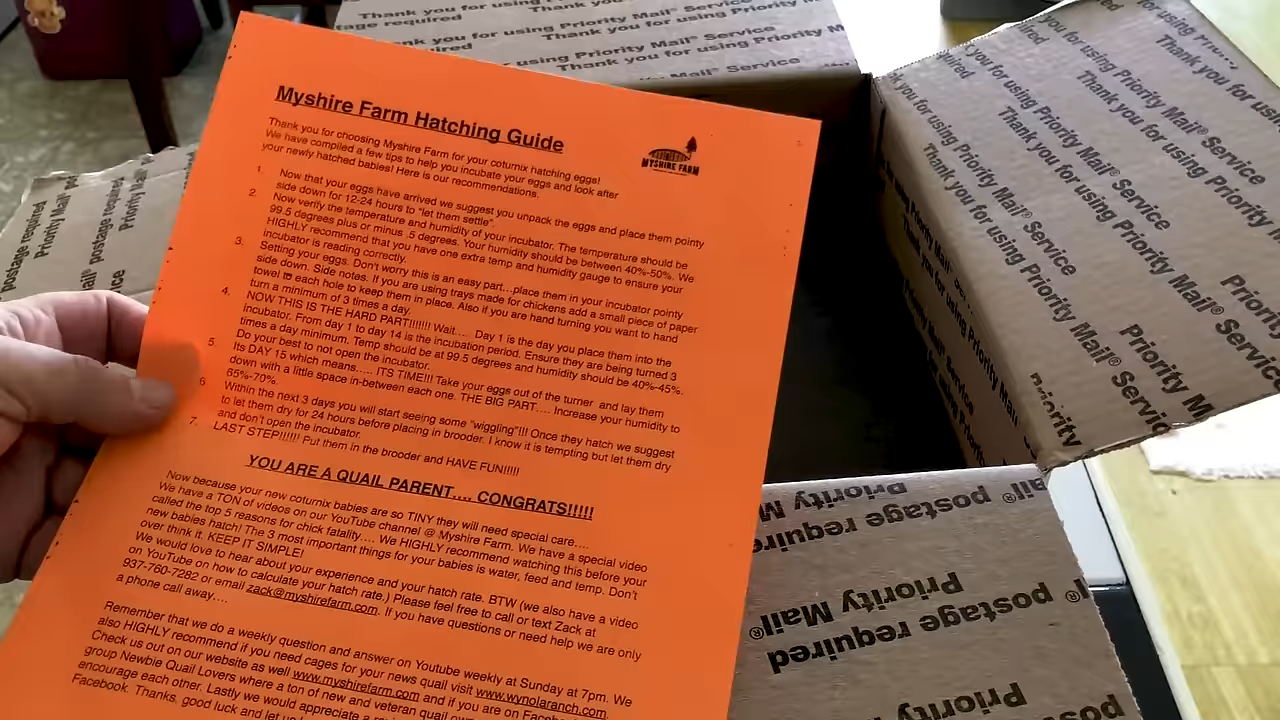 Myshire Farm Hatching Guide
MYSHIRE FARM
Thank you for choosing Myshire Farm for your coturnix hatching eggs!
We have compiled a few tips to help you incubate your eggs and look after
your newly hatched babies! Here is our recommendations.
1. Now that your eggs have arrived we suggest you unpack the eggs and place them pointy
side down for 12-24 hours to "let them settle".
2. Now verify the temperature and humidity of your incubator. The temperature should be
99.5 degrees plus or minus .5 degrees. Your humidity should be between 40%-50%. We
HIGHLY recommend that you have one extra temp and humidity gauge to ensure your
incubator is reading correctly.
3. Setting your eggs. Don't worry this is an easy part...place them in your incubator pointy
side down. Side notes. If you are using trays made for chickens add a small piece of paper
towel to each hole to keep them in place. Also if you are hand turning you want to hand
turn a minimum of 3 times a day.
4. NOW THIS IS THE HARD PART!!!!!!! Wait.... Day 1 is the day you place them into the
incubator. From day 1 to day 14 is the incubation period. Ensure they are being turned 3
times a day minimum. Temp should be at 99.5 degrees and humidity should be 40%-45%.
Do your best to not open the incubator.
5. Its DAY 15 which means..... ITS TIME!!! Take your eggs out of the turner and lay them
down with a little space in-between each one. THE BIG PART.... Increase your humidity to
65%-70%.
6 Within the next 3 days you will start seeing some "wiggling"!!! Once they hatch we suggest
to let them dry for 24 hours before placing in brooder. I know it is tempting but let them dry
and don't open the incubator.
7. LAST STEP!!!!!! Put them in the brooder and HAVE FUN!!!!!
YOU ARE A QUAIL PARENT.... CONGRATS!!!!!
Now because your new coturnix babies are so TINY they will need special care....
We have a TON of videos on our YouTube channel @ Myshire Farm. We have a special video
called the top 5 reasons for chick fatality.... We HIGHLY recommend watching this before your
new babies hatch! The 3 most important things for your babies is water, feed and temp. Don't
over think it. KEEP IT SIMPLE!
We would love to hear about your experience and your hatch rate. BTW (we also have a video
on YouTube on how to calculate your hatch rate.) Please feel free to call or text Zack at
937-760-7282 or email zack@myshirefarm.com. If you have questions or need help we are only
a phone call away....
Remember that we do a weekly question and answer on Youtube weekly at Sunday at 7pm. We
also HIGHLY recommend if you need cages for your news quail visit www.wynolaranch.com.
Check us out on our website as well www.myshirefarm.com and if you are on Facebook
group Newbie Quail Lovers where a ton of new and veteran quail
encourage each other. Lastly we would appreciate a
Facebook. Thanks, good luck and let us
Thank you for using Priority Mail® Service
Thank you for using Priority Mail® Service
Thank you for using Priority Mail® Service
postage required
Priority Mail®
postage required
Priority Mail®
postage required
Priority